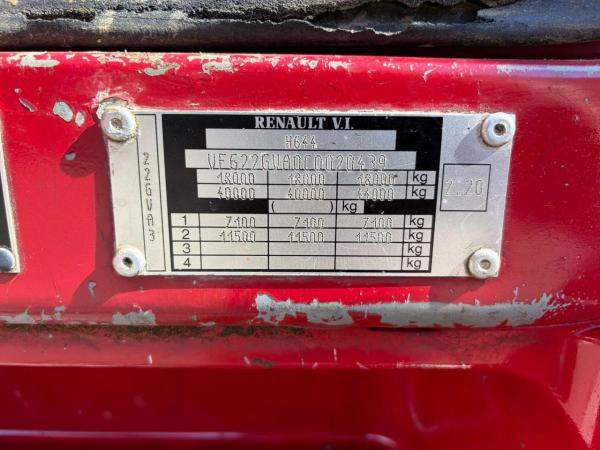 RENAULT V.I.
H644
VF622GVA0C0020439
18000 18000 18000 kg
40000 40000 44000 kg
( ) kg
1 7100 7100 7100 kg
2 11500 11500 11500 kg
3 kg
4 kg
22GVA3
2.20